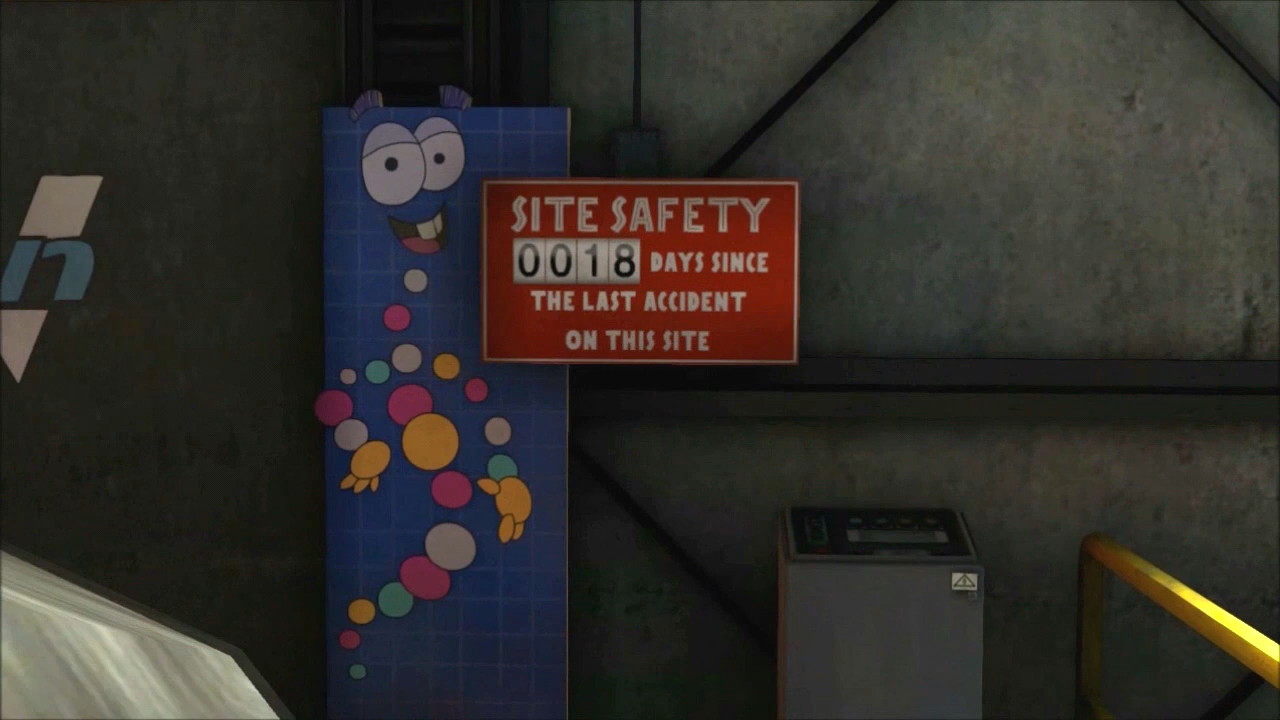 n
SITE SAFETY
0018 DAYS SINCE
THE LAST ACCIDENT
ON THIS SITE